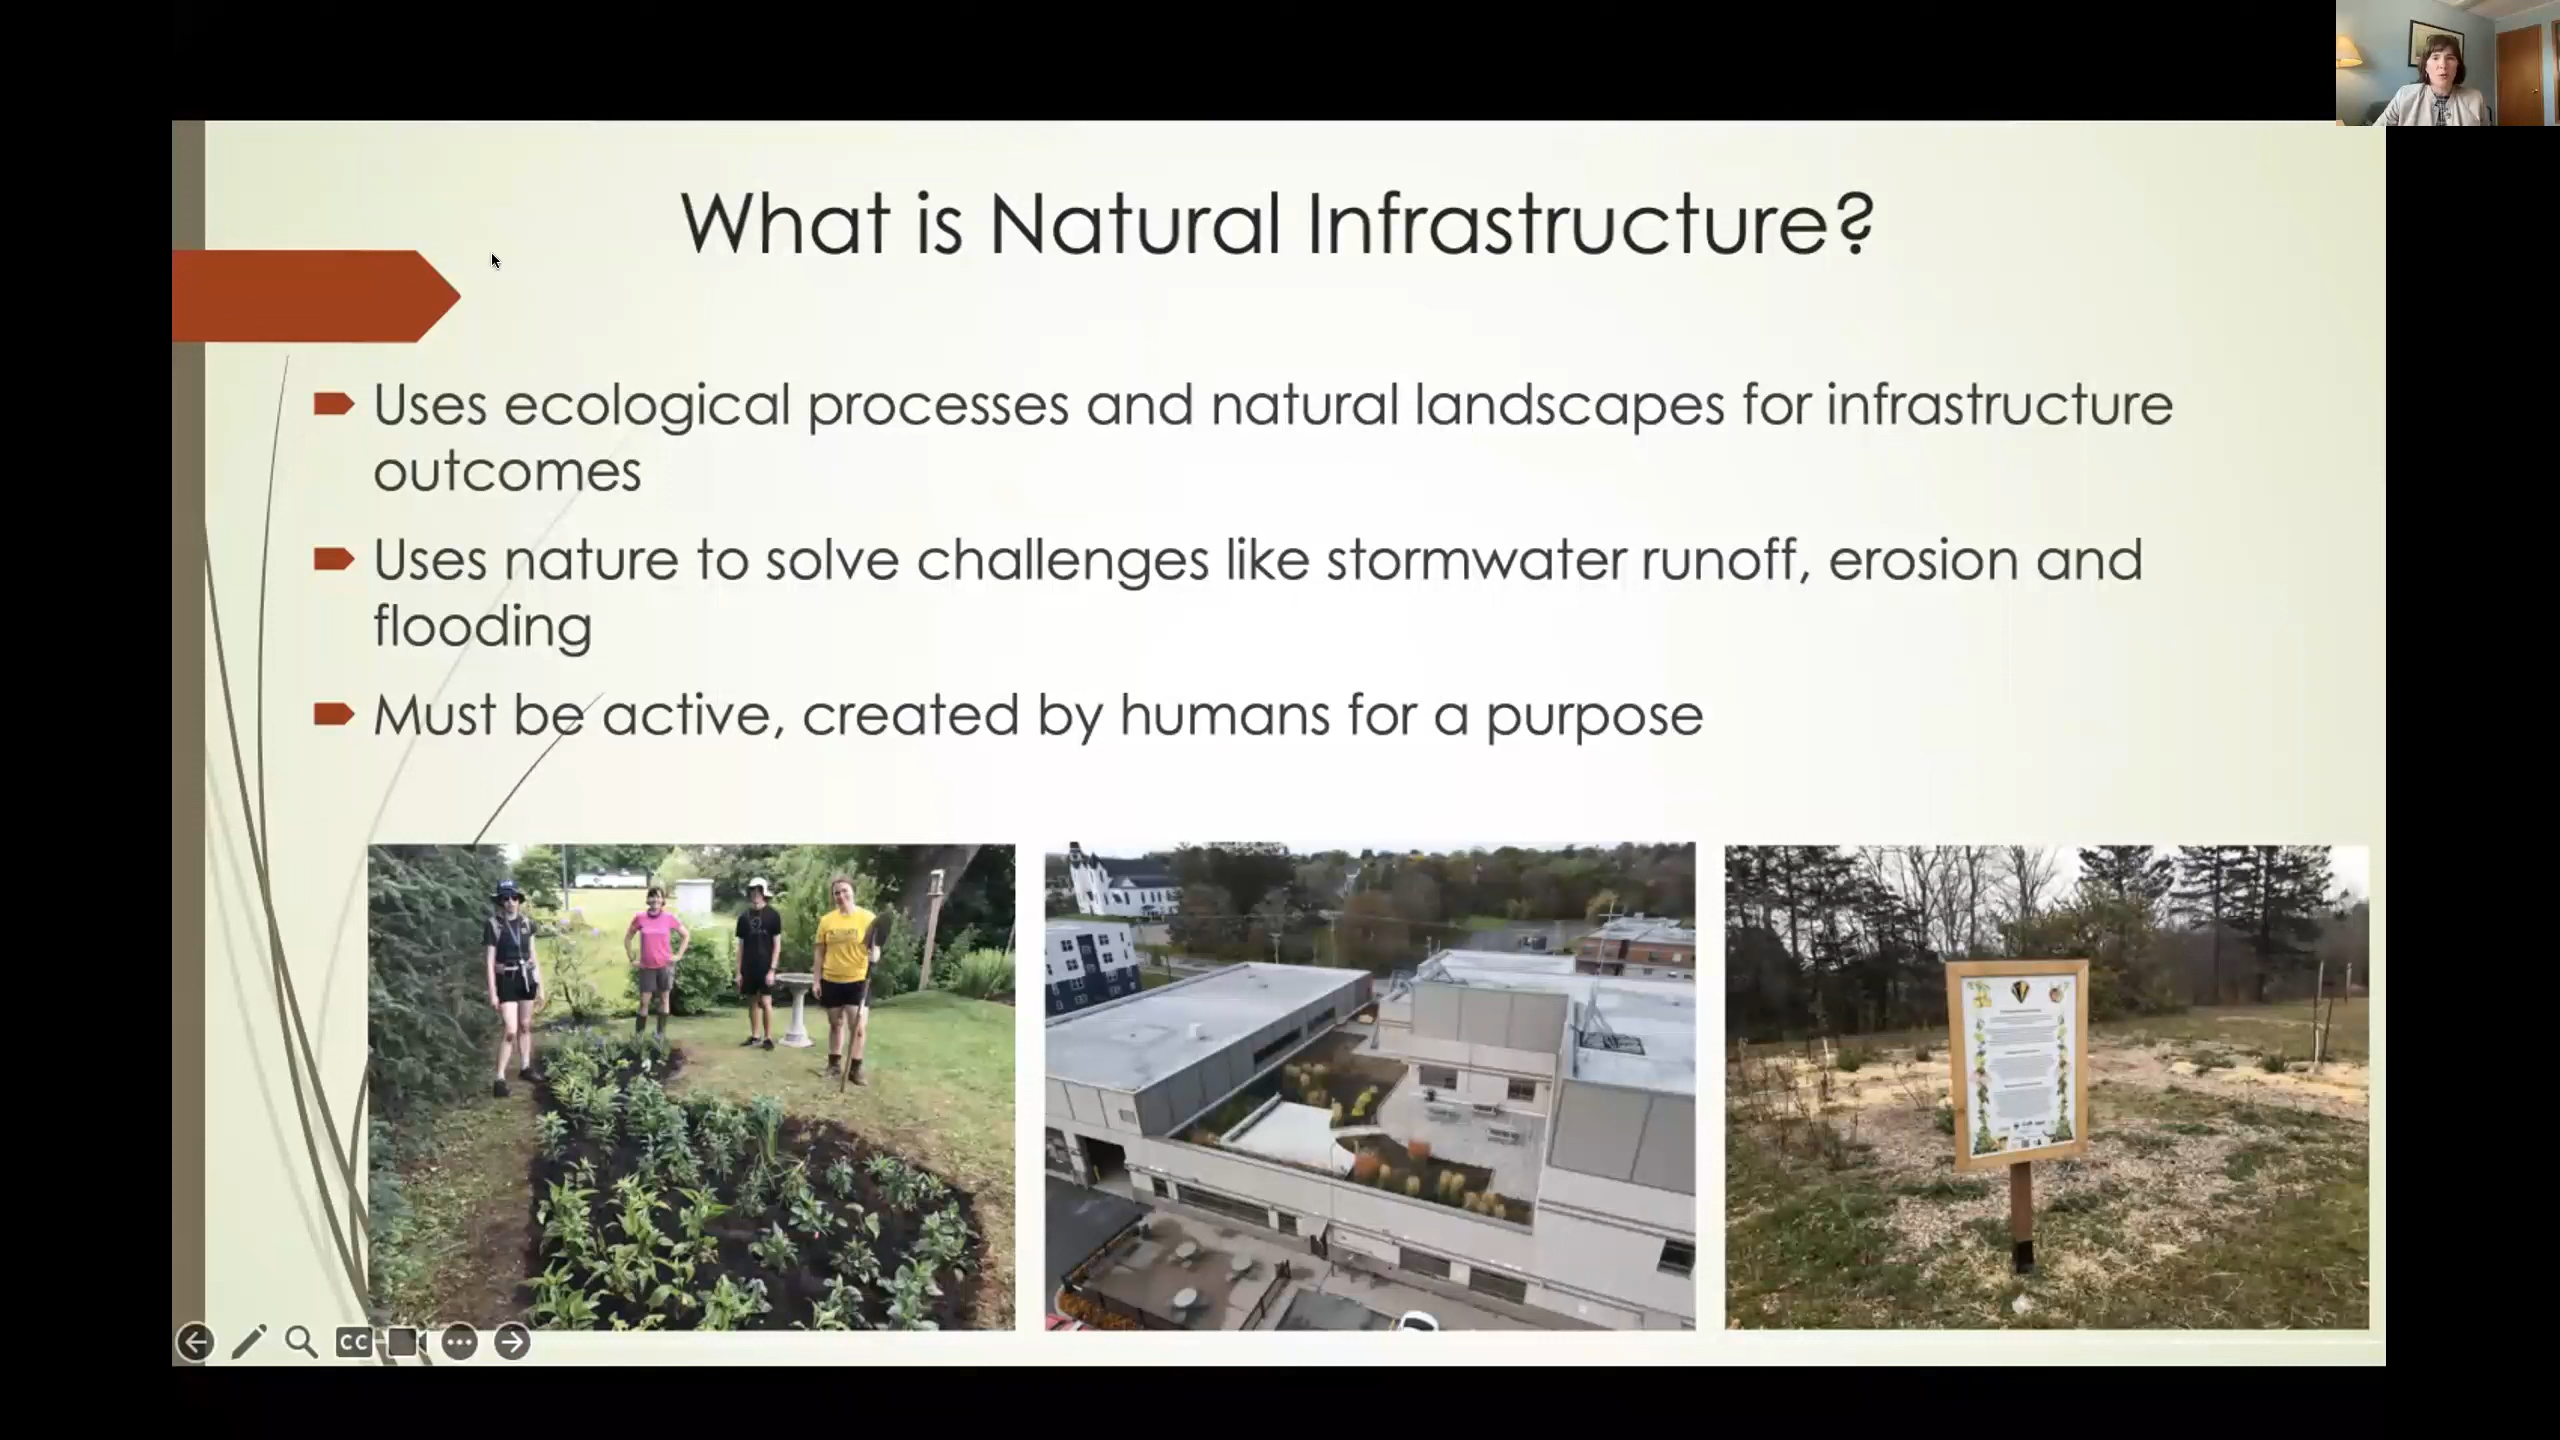 What is Natural Infrastructure?
Uses ecological processes and natural landscapes for infrastructure
outcomes
Uses nature to solve challenges like stormwater runoff, erosion and
flooding
Must be active, created by humans for a purpose
CC